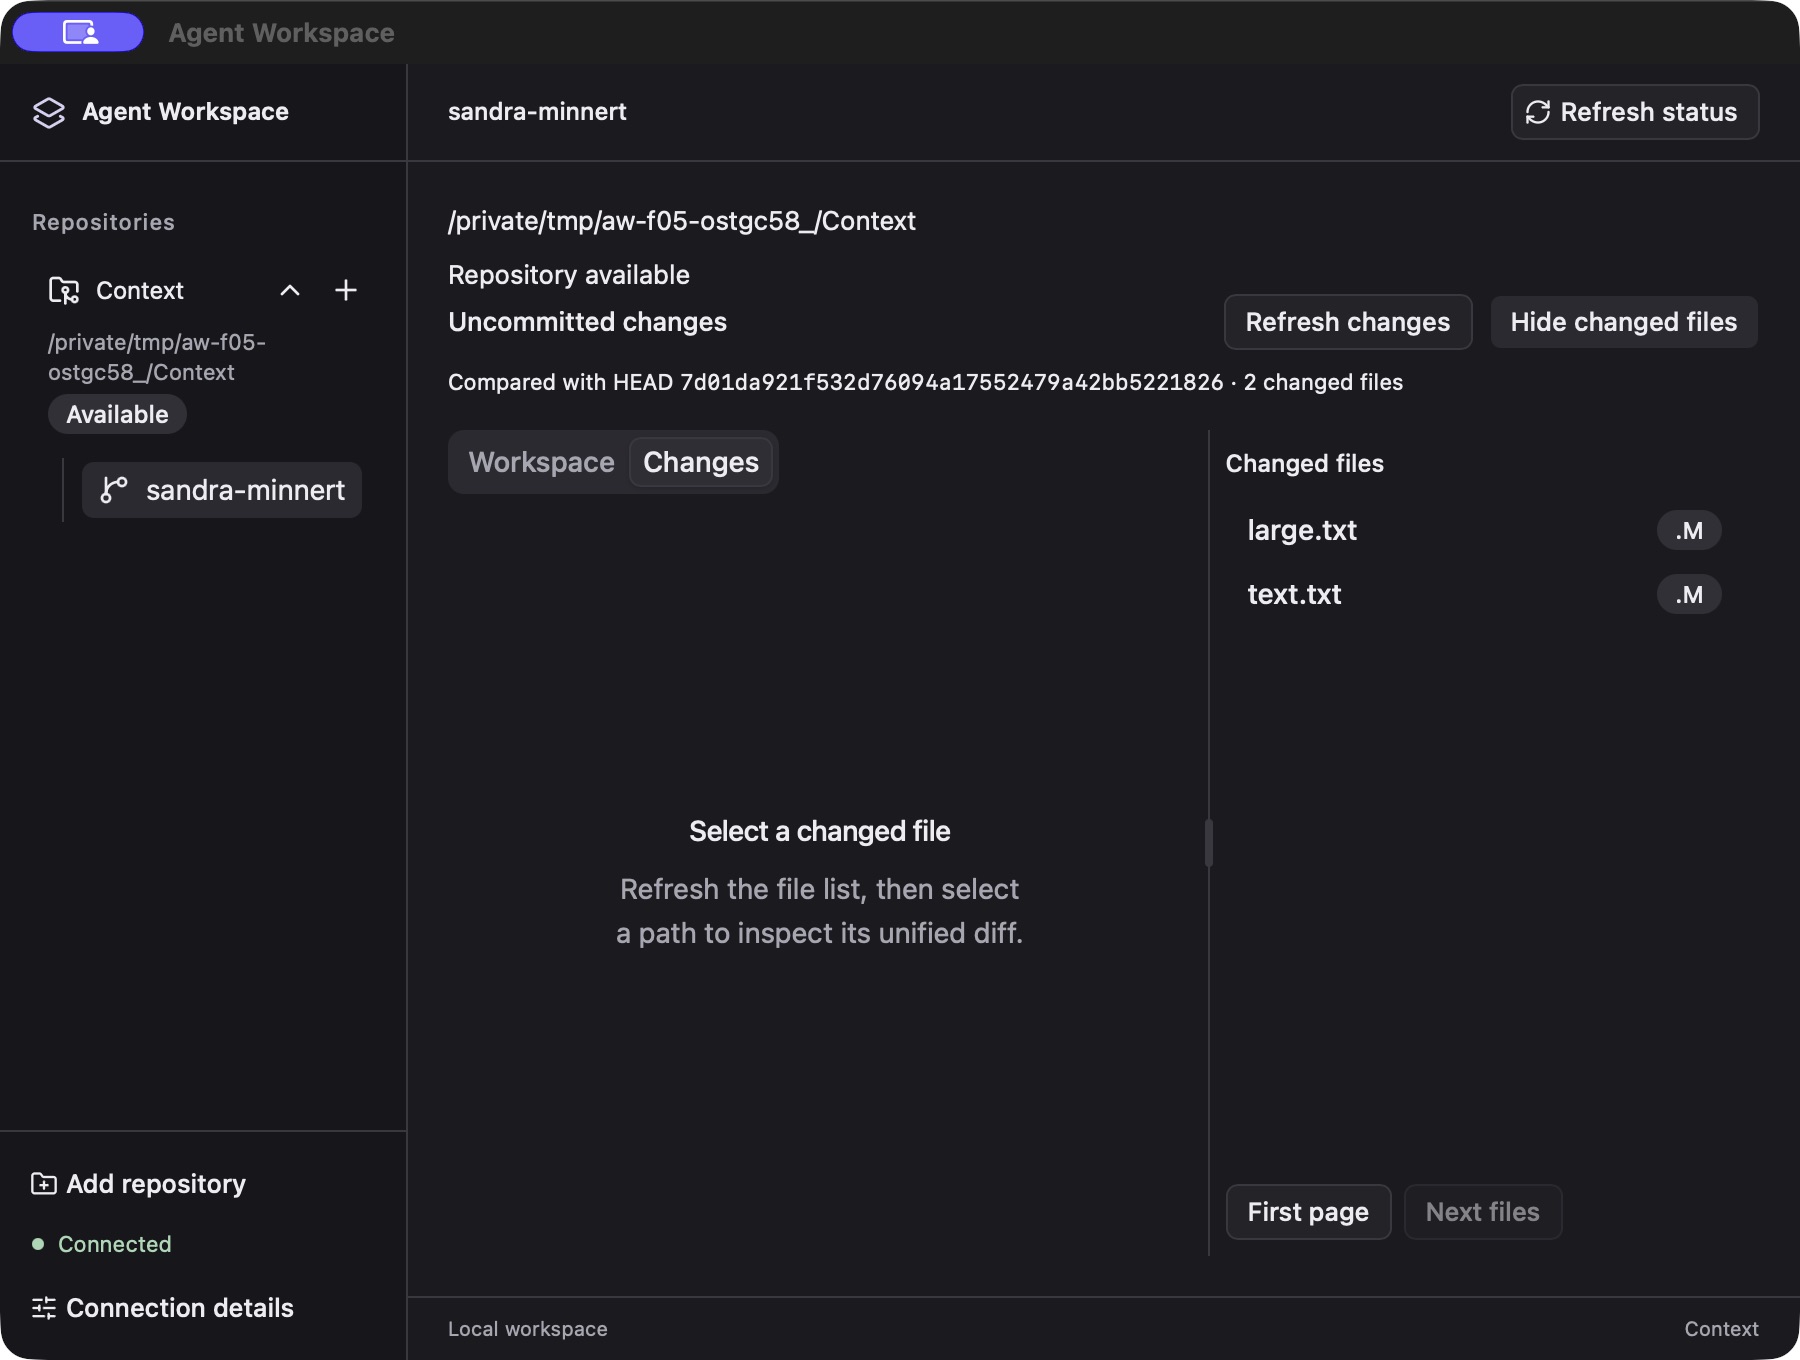 Agent Workspace
Agent Workspace
sandra-minnert
Refresh status
Repositories
Context
/private/tmp/aw-f05-
ostgc58_/Context
Available
sandra-minnert
/private/tmp/aw-f05-ostgc58_/Context
Repository available
Uncommitted changes
Refresh changes
Hide changed files
Compared with HEAD 7d01da921f532d76094a17552479a42bb5221826 · 2 changed files
Workspace
Changes
Select a changed file
Refresh the file list, then select
a path to inspect its unified diff.
Changed files
large.txt .M
text.txt .M
First page
Next files
Add repository
Connected
Connection details
Local workspace
Context